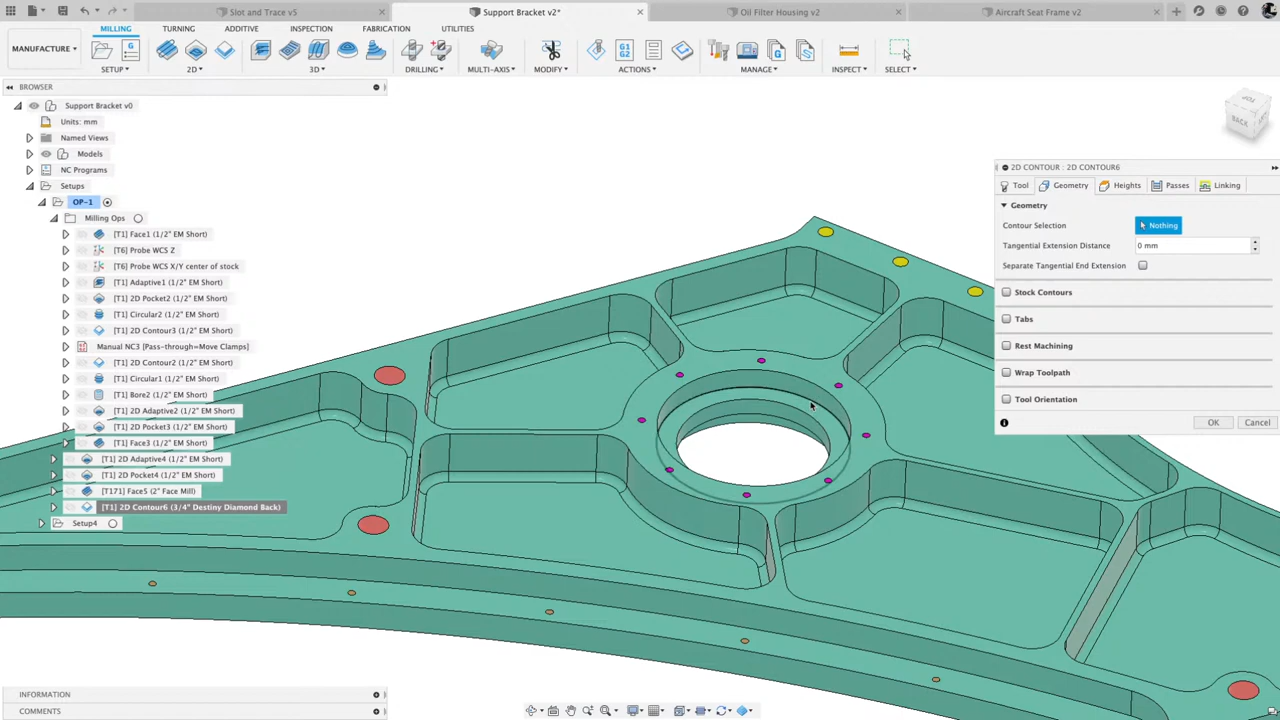 Slot and Trace v5
Support Bracket v2*
Oil Filter Housing v2
Aircraft Seat Frame v2
MANUFACTURE
MILLING TURNING ADDITIVE INSPECTION FABRICATION UTILITIES
G1
G2
SETUP 2D 3D DRILLING MULTI-AXIS MODIFY ACTIONS MANAGE INSPECT SELECT
BROWSER
Support Bracket v0
Units: mm
Named Views
Models
NC Programs
Setups
OP-1
Milling Ops
[T1] Face1 (1/2" EM Short)
[T6] Probe WCS Z
[T6] Probe WCS X/Y center of stock
[T1] Adaptive1 (1/2" EM Short)
[T1] 2D Pocket2 (1/2" EM Short)
[T1] Circular2 (1/2" EM Short)
[T1] 2D Contour3 (1/2" EM Short)
Manual NC3 [Pass-through=Move Clamps]
[T1] 2D Contour2 (1/2" EM Short)
[T1] Circular1 (1/2" EM Short)
[T1] Bore2 (1/2" EM Short)
[T1] 2D Adaptive2 (1/2" EM Short)
[T1] 2D Pocket3 (1/2" EM Short)
[T1] Face3 (1/2" EM Short)
[T1] 2D Adaptive4 (1/2" EM Short)
[T1] 2D Pocket4 (1/2" EM Short)
[T171] Face5 (2" Face Mill)
[T1] 2D Contour6 (3/4" Destiny Diamond Back)
Setup4
TOP
BACK
2D CONTOUR : 2D CONTOUR6
Tool Geometry Heights Passes Linking
Geometry
Contour Selection Nothing
Tangential Extension Distance 0 mm
Separate Tangential End Extension
Stock Contours
Tabs
Rest Machining
Wrap Toolpath
Tool Orientation
OK Cancel
INFORMATION
COMMENTS